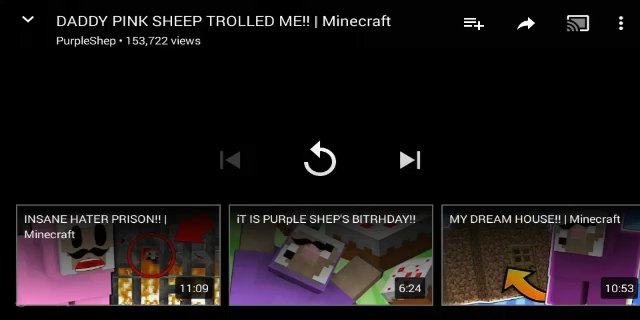 DADDY PINK SHEEP TROLLED ME!! | Minecraft
PurpleShep • 153,722 views
INSANE HATER PRISON!! |
Minecraft
11:09
iT IS PURpLE SHEP'S BITRHDAY!!
6:24
MY DREAM HOUSE!! | Minecraft
10:53